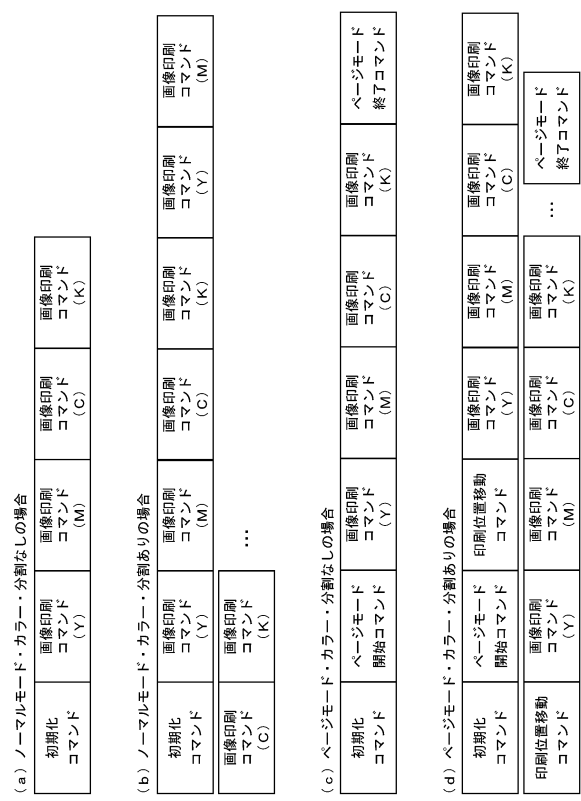 (a) ノーマルモード・カラー・分割なしの場合
初期化
コマンド
画像印刷
コマンド
(Y)
画像印刷
コマンド
(M)
画像印刷
コマンド
(C)
画像印刷
コマンド
(K)
(b) ノーマルモード・カラー・分割ありの場合
初期化
コマンド
画像印刷
コマンド
(Y)
画像印刷
コマンド
(M)
画像印刷
コマンド
(C)
画像印刷
コマンド
(K)
画像印刷
コマンド
(Y)
画像印刷
コマンド
(M)
画像印刷
コマンド
(C)
画像印刷
コマンド
(K)
…
(c) ページモード・カラー・分割なしの場合
初期化
コマンド
ページモード
開始コマンド
画像印刷
コマンド
(Y)
画像印刷
コマンド
(M)
画像印刷
コマンド
(C)
画像印刷
コマンド
(K)
ページモード
終了コマンド
(d) ページモード・カラー・分割ありの場合
初期化
コマンド
ページモード
開始コマンド
印刷位置移動
コマンド
画像印刷
コマンド
(Y)
画像印刷
コマンド
(M)
画像印刷
コマンド
(C)
画像印刷
コマンド
(K)
印刷位置移動
コマンド
画像印刷
コマンド
(Y)
画像印刷
コマンド
(M)
画像印刷
コマンド
(C)
画像印刷
コマンド
(K)
…
ページモード
終了コマンド